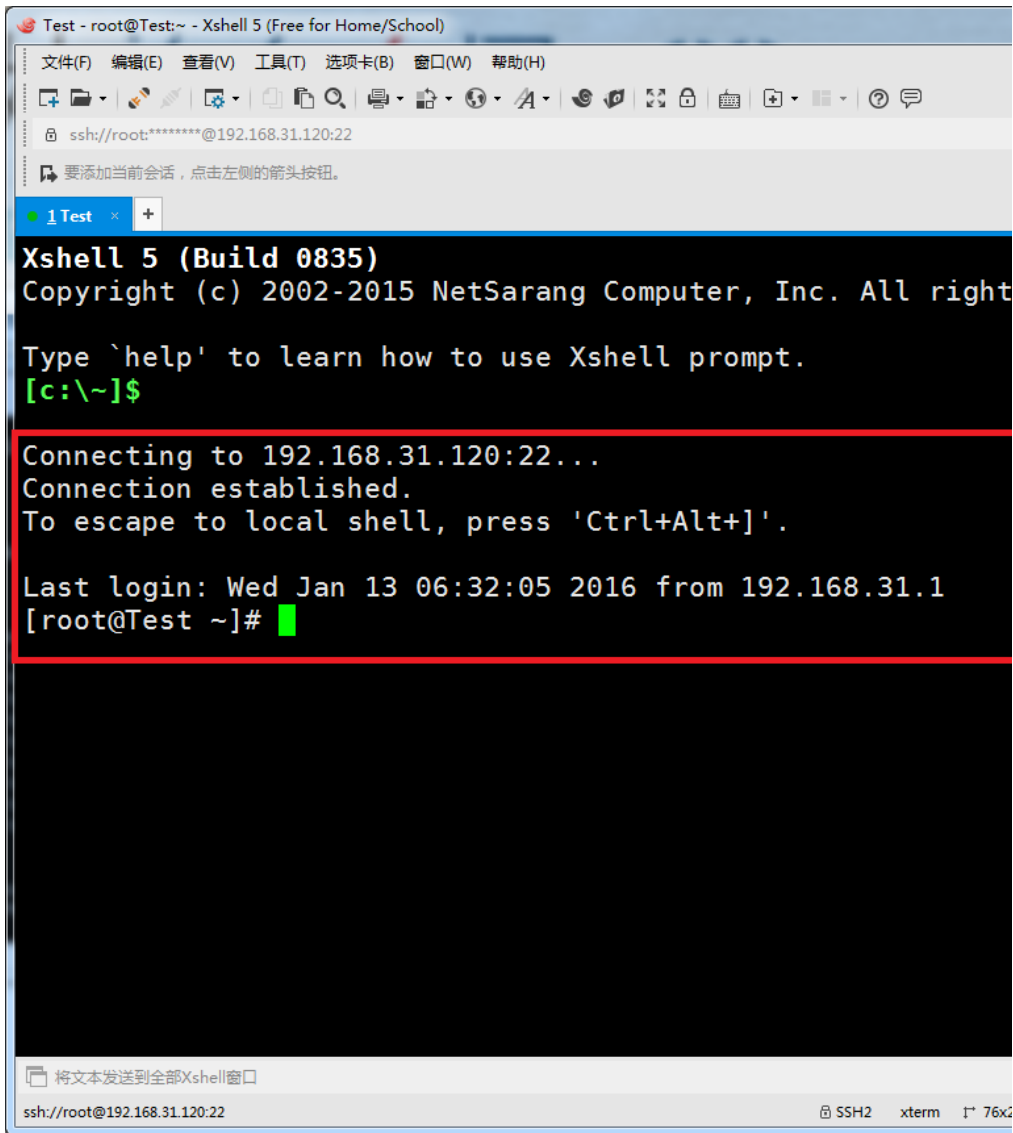 Test - root@Test:~ - Xshell 5 (Free for Home/School)
文件(F) 编辑(E) 查看(V) 工具(T) 选项卡(B) 窗口(W) 帮助(H)
ssh://root:********@192.168.31.120:22
要添加当前会话，点击左侧的箭头按钮。
1 Test × +
Xshell 5 (Build 0835)
Copyright (c) 2002-2015 NetSarang Computer, Inc. All right
Type `help' to learn how to use Xshell prompt.
[c:\~]$
Connecting to 192.168.31.120:22...
Connection established.
To escape to local shell, press 'Ctrl+Alt+]'.
Last login: Wed Jan 13 06:32:05 2016 from 192.168.31.1
[root@Test ~]#
将文本发送到全部Xshell窗口
ssh://root@192.168.31.120:22 SSH2 xterm 76x2